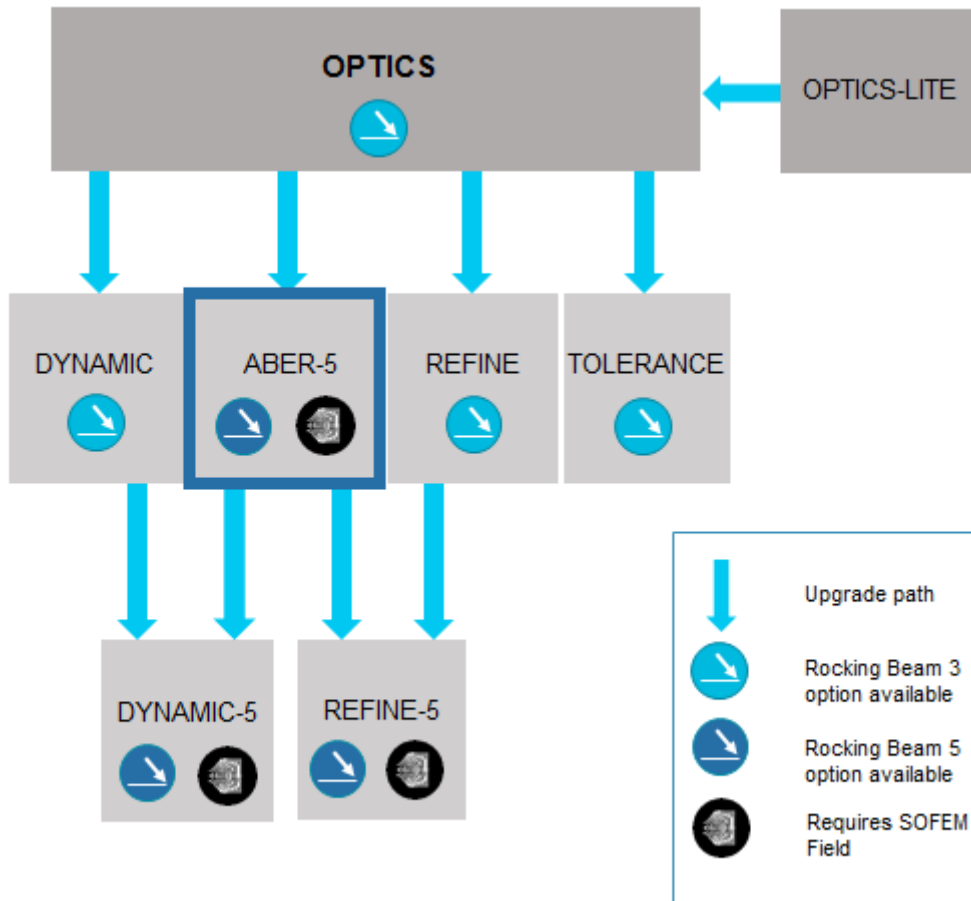 OPTICS
OPTICS-LITE
DYNAMIC
ABER-5
REFINE
TOLERANCE
DYNAMIC-5
REFINE-5
Upgrade path
Rocking Beam 3
option available
Rocking Beam 5
option available
Requires SOFEM
Field